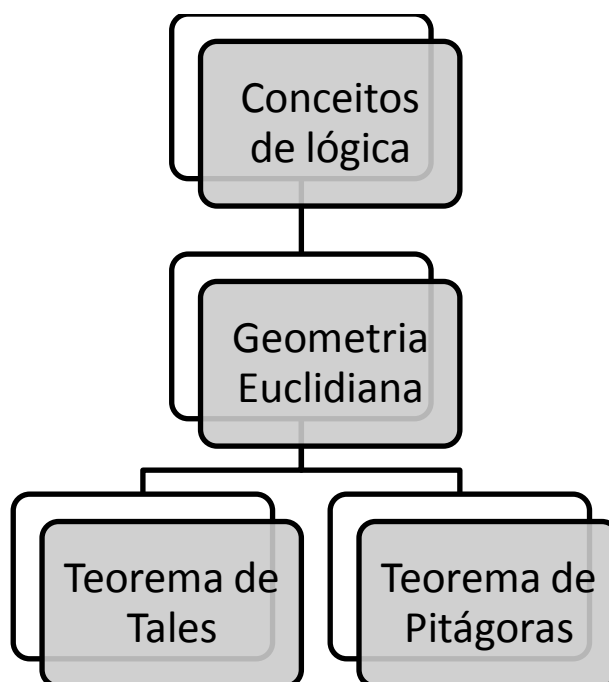 Conceitos
de lógica
Geometria
Euclidiana
Teorema de
Tales
Teorema de
Pitágoras